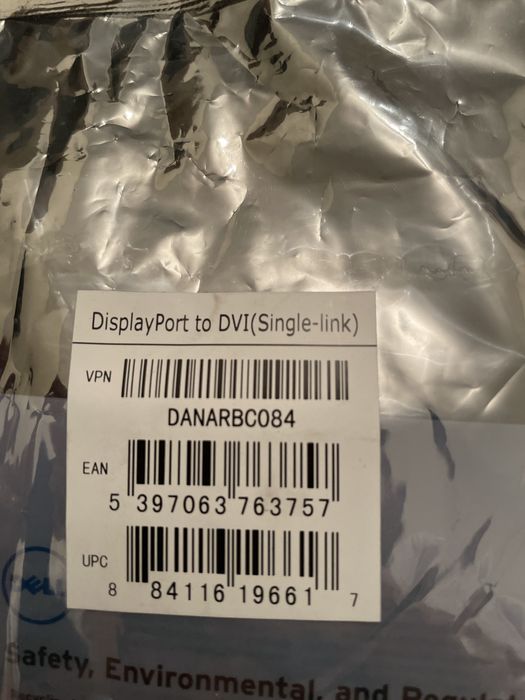 DisplayPort to DVI(Single-link)
VPN
DANARBC084
EAN
5 397063 763757
UPC
8 84116 19661 7
DELL
Safety, Environmental, and